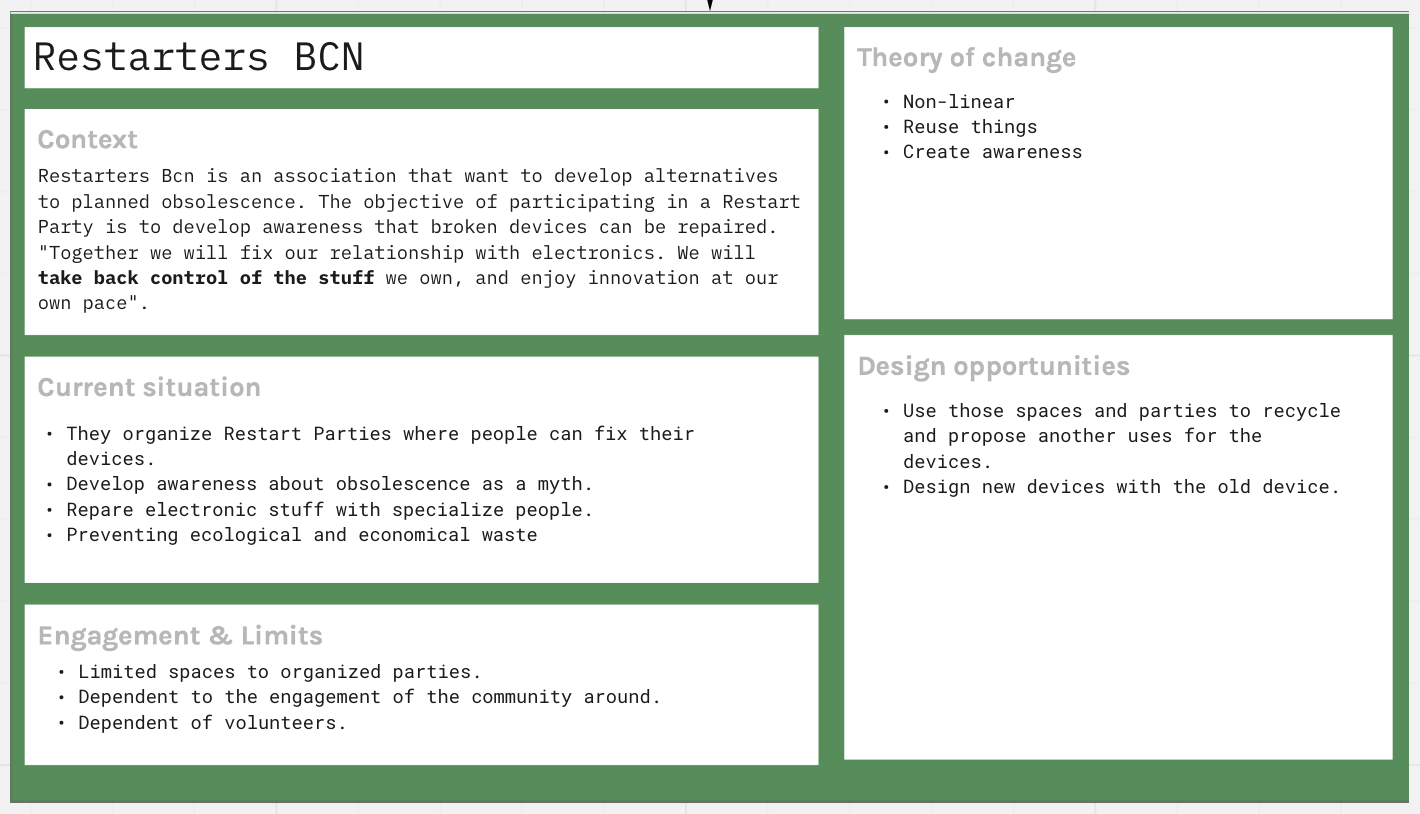 Restarters BCN
Context
Restarters Bcn is an association that want to develop alternatives
to planned obsolescence. The objective of participating in a Restart
Party is to develop awareness that broken devices can be repaired.
"Together we will fix our relationship with electronics. We will
take back control of the stuff we own, and enjoy innovation at our
own pace".
Current situation
• They organize Restart Parties where people can fix their
devices.
• Develop awareness about obsolescence as a myth.
• Repare electronic stuff with specialize people.
• Preventing ecological and economical waste
Engagement & Limits
• Limited spaces to organized parties.
• Dependent to the engagement of the community around.
• Dependent of volunteers.
Theory of change
• Non-linear
• Reuse things
• Create awareness
Design opportunities
• Use those spaces and parties to recycle
and propose another uses for the
devices.
• Design new devices with the old device.